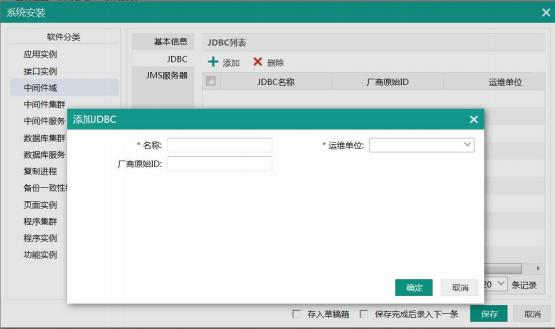 系统安装
软件分类
应用实例
接口实例
中间件域
中间件集群
中间件服务
数据库集群
数据库服务
复制进程
备份一致性
页面实例
程序集群
程序实例
功能实例
基本信息
JDBC
JMS服务器
JDBC列表
添加 删除
JDBC名称 厂商原始ID 运维单位
添加JDBC
* 名称: * 运维单位:
厂商原始ID:
确定 取消
20 条记录
存入草稿箱 保存完成后录入下一条 保存 取消